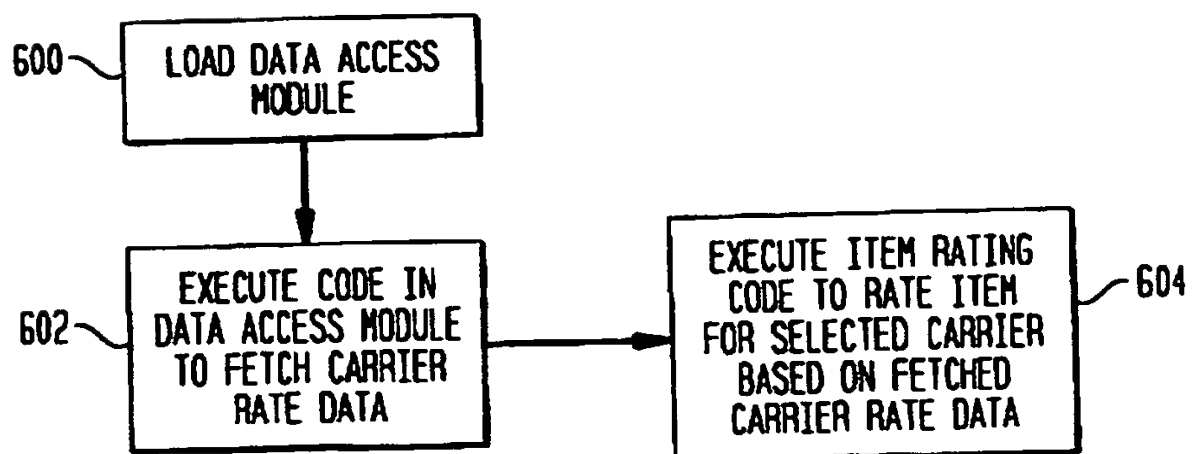 600
LOAD DATA ACCESS
MODULE
602
EXECUTE CODE IN
DATA ACCESS MODULE
TO FETCH CARRIER
RATE DATA
EXECUTE ITEM RATING
CODE TO RATE ITEM
FOR SELECTED CARRIER
BASED ON FETCHED
CARRIER RATE DATA
604